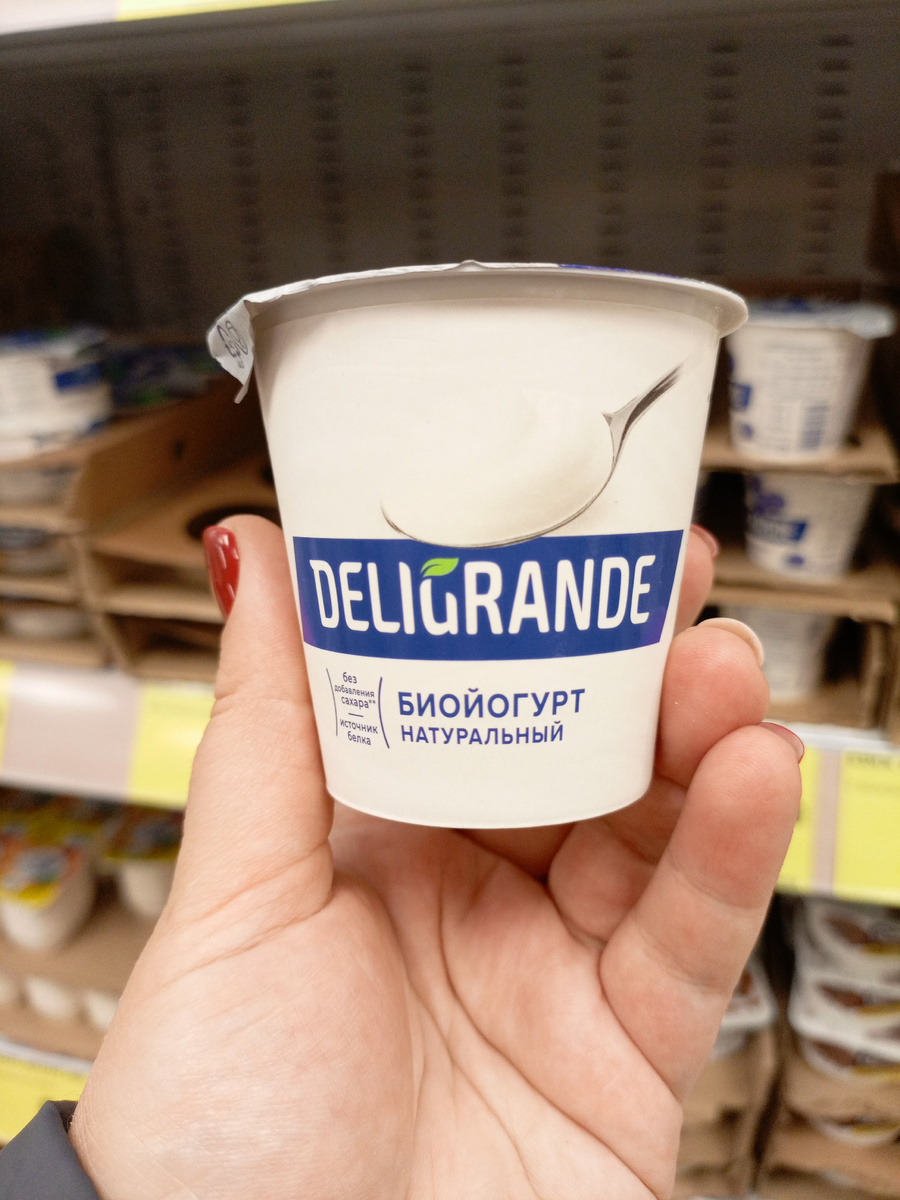 DELIGRANDE
без
добавления
сахара**
источник
белка
БИОЙОГУРТ
НАТУРАЛЬНЫЙ